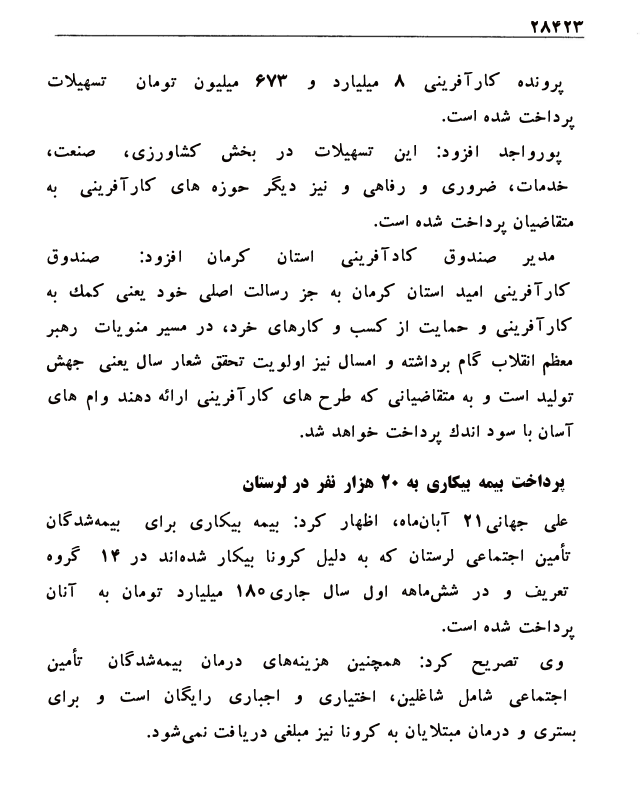 ۲۸۴۲۳
پرونده کارآفرینی ۸ میلیارد و ۶۷۳ میلیون تومان تسهیلات
پرداخت شده است.
پورواجد افزود: این تسهیلات در بخش کشاورزی، صنعت،
خدمات، ضروری و رفاهی و نیز دیگر حوزه های کارآفرینی به
متقاضیان پرداخت شده است.
مدیر صندوق کادآفرینی استان کرمان افزود: صندوق
کارآفرینی امید استان کرمان به جز رسالت اصلی خود یعنی کمك به
کارآفرینی و حمایت از کسب و کارهای خرد، در مسیر منویات رهبر
معظم انقلاب گام برداشته و امسال نیز اولویت تحقق شعار سال یعنی جهش
تولید است و به متقاضیانی که طرح های کارآفرینی ارائه دهند وام های
آسان با سود اندك پرداخت خواهد شد.
پرداخت بیمه بیکاری به ۲۰ هزار نفر در لرستان
علی جهانی ۲۱ آبان‌ماه، اظهار کرد: بیمه بیکاری برای بیمه‌شدگان
تأمین اجتماعی لرستان که به دلیل کرونا بیکار شده‌اند در ۱۴ گروه
تعریف و در شش‌ماهه اول سال جاری ۱۸۰ میلیارد تومان به آنان
پرداخت شده است.
وی تصریح کرد: همچنین هزینه‌های درمان بیمه‌شدگان تأمین
اجتماعی شامل شاغلین، اختیاری و اجباری رایگان است و برای
بستری و درمان مبتلایان به کرونا نیز مبلغی دریافت نمی‌شود.